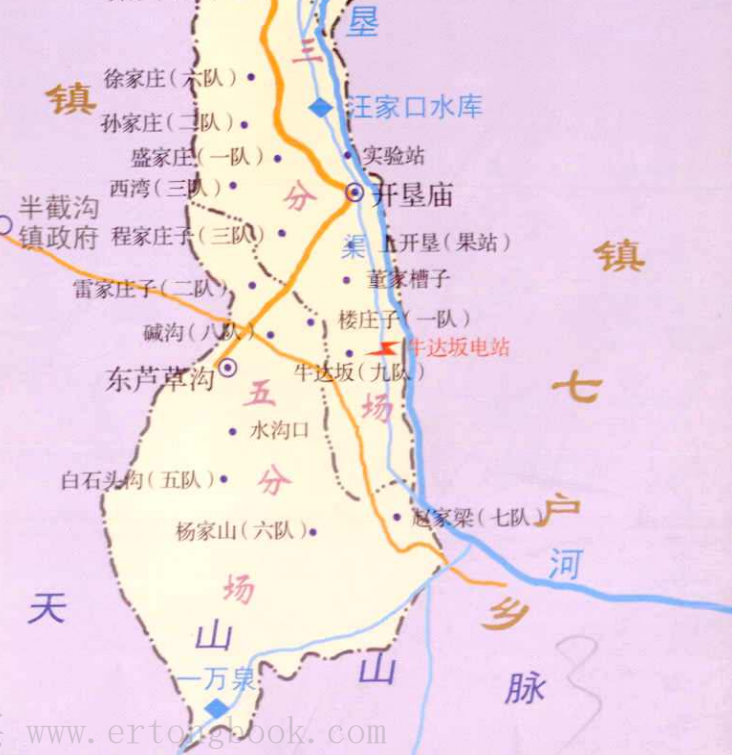 垦
三
徐家庄(六队)
镇
汪家口水库
孙家庄(二队)
盛家庄(一队)
实验站
西湾(三队)
分
开垦庙
半截沟
镇政府
程家庄子(三队)
渠
上开垦(果站)
镇
董家槽子
雷家庄子(二队)
楼庄子(一队)
碱沟(八队)
牛达坂电站
东芦草沟
牛达坂(九队)
五
场
七
水沟口
分
白石头沟(五队)
户
赵家梁(七队)
杨家山(六队)
河
场
天
乡
山
山
脉
一万泉
www.ertongbook.com